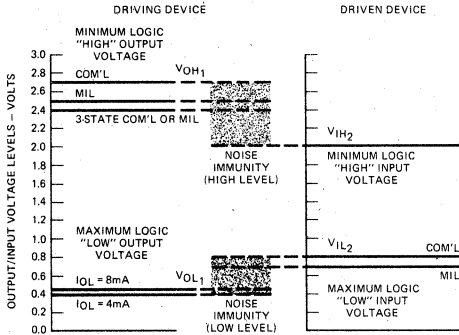 DRIVING DEVICE
DRIVEN DEVICE
MINIMUM LOGIC
"HIGH" OUTPUT
VOLTAGE
COM'L
VOH1
MIL
3-STATE COM'L OR MIL
OUTPUT/INPUT VOLTAGE LEVELS – VOLTS
3.0
2.8
2.6
2.4
2.2
2.0
1.8
1.6
1.4
1.2
1.0
0.8
0.6
0.4
0.2
0
NOISE
IMMUNITY
(HIGH LEVEL)
VIH2
MINIMUM LOGIC
"HIGH" INPUT
VOLTAGE
MAXIMUM LOGIC
"LOW" OUTPUT
VOLTAGE
IOL = 8mA
VOL1
IOL = 4mA
NOISE
IMMUNITY
(LOW LEVEL)
VIL2
COM'L
MIL
MAXIMUM LOGIC
"LOW" INPUT
VOLTAGE